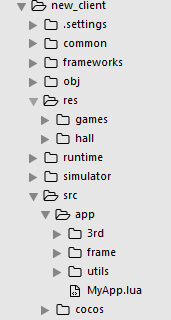 new_client
.settings
common
frameworks
obj
res
games
hall
runtime
simulator
src
app
3rd
frame
utils
MyApp.lua
cocos